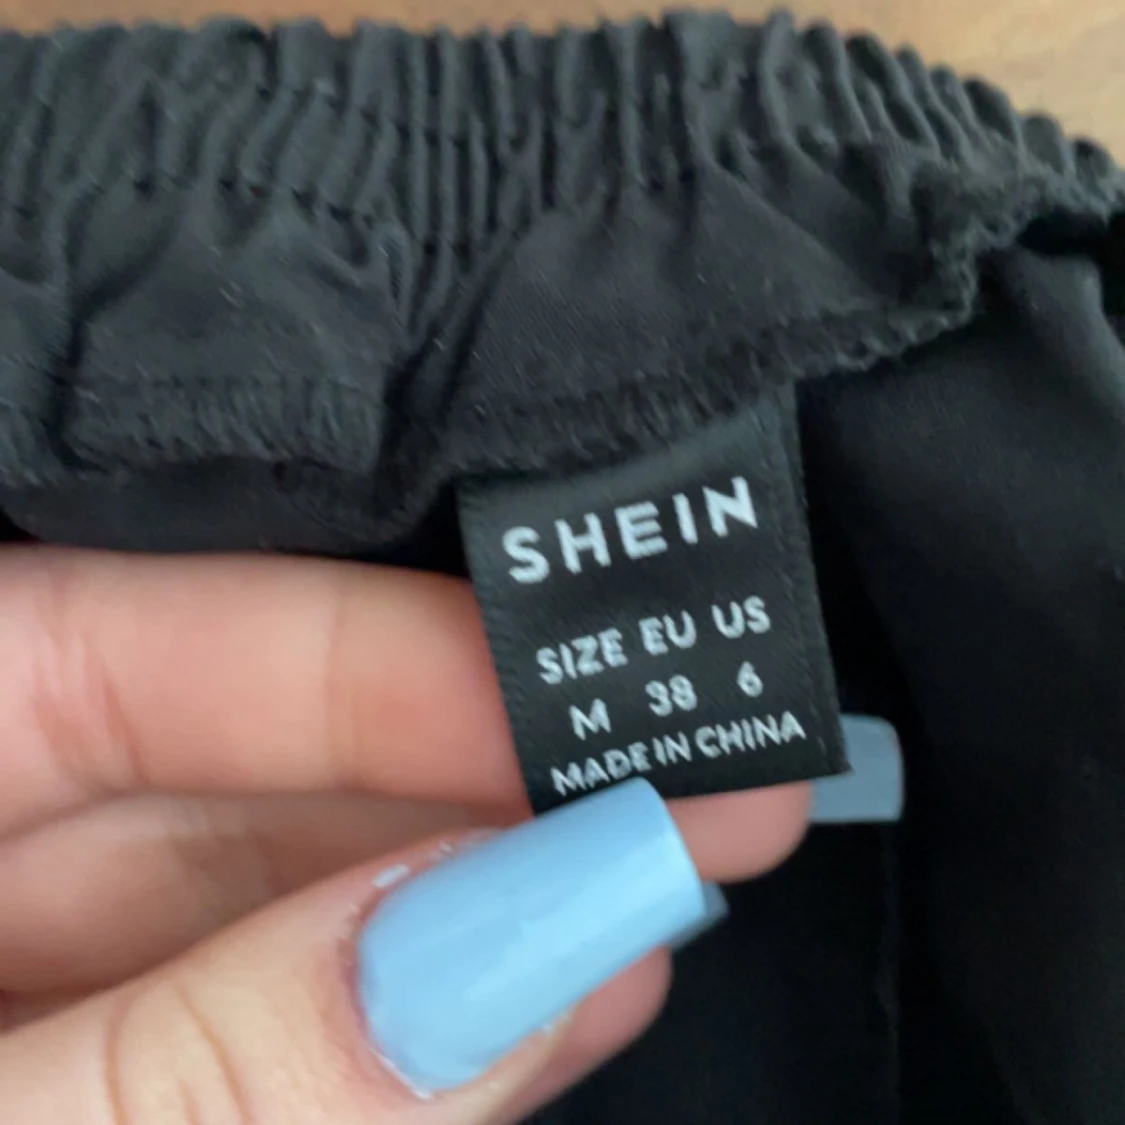 SHEIN
SIZE EU US
M 38 6
MADE IN CHINA